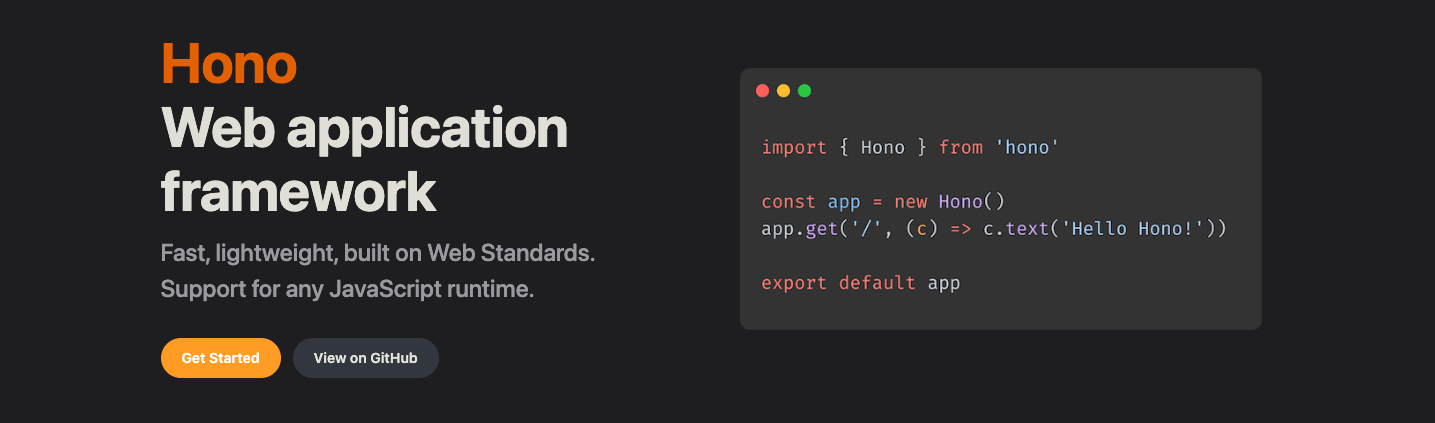 Hono
Web application
framework
Fast, lightweight, built on Web Standards.
Support for any JavaScript runtime.
Get Started
View on GitHub
import { Hono } from 'hono'
const app = new Hono()
app.get('/', (c) => c.text('Hello Hono!'))
export default app